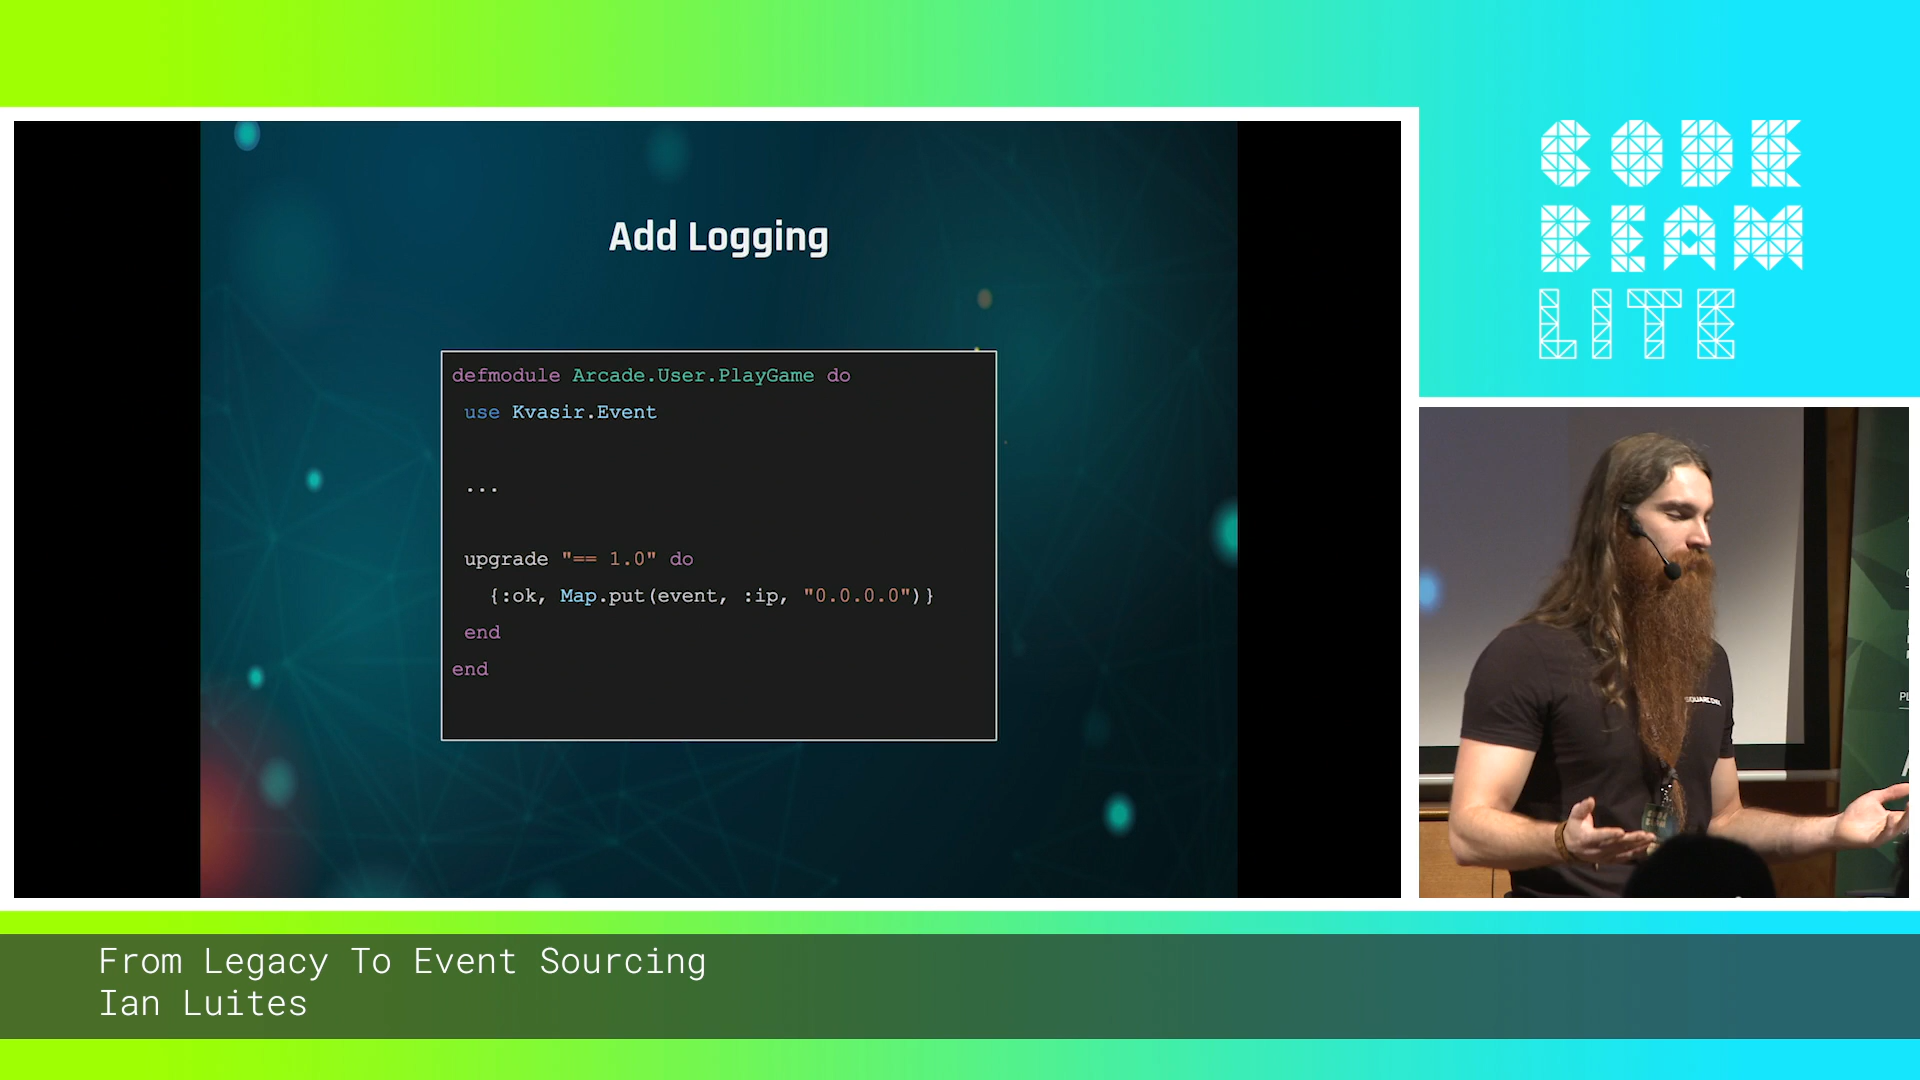 CODE
BEAM
LITE
Add Logging
defmodule Arcade.User.PlayGame do
use Kvasir.Event
...
upgrade "== 1.0" do
{:ok, Map.put(event, :ip, "0.0.0.0")}
end
end
From Legacy To Event Sourcing
Ian Luites